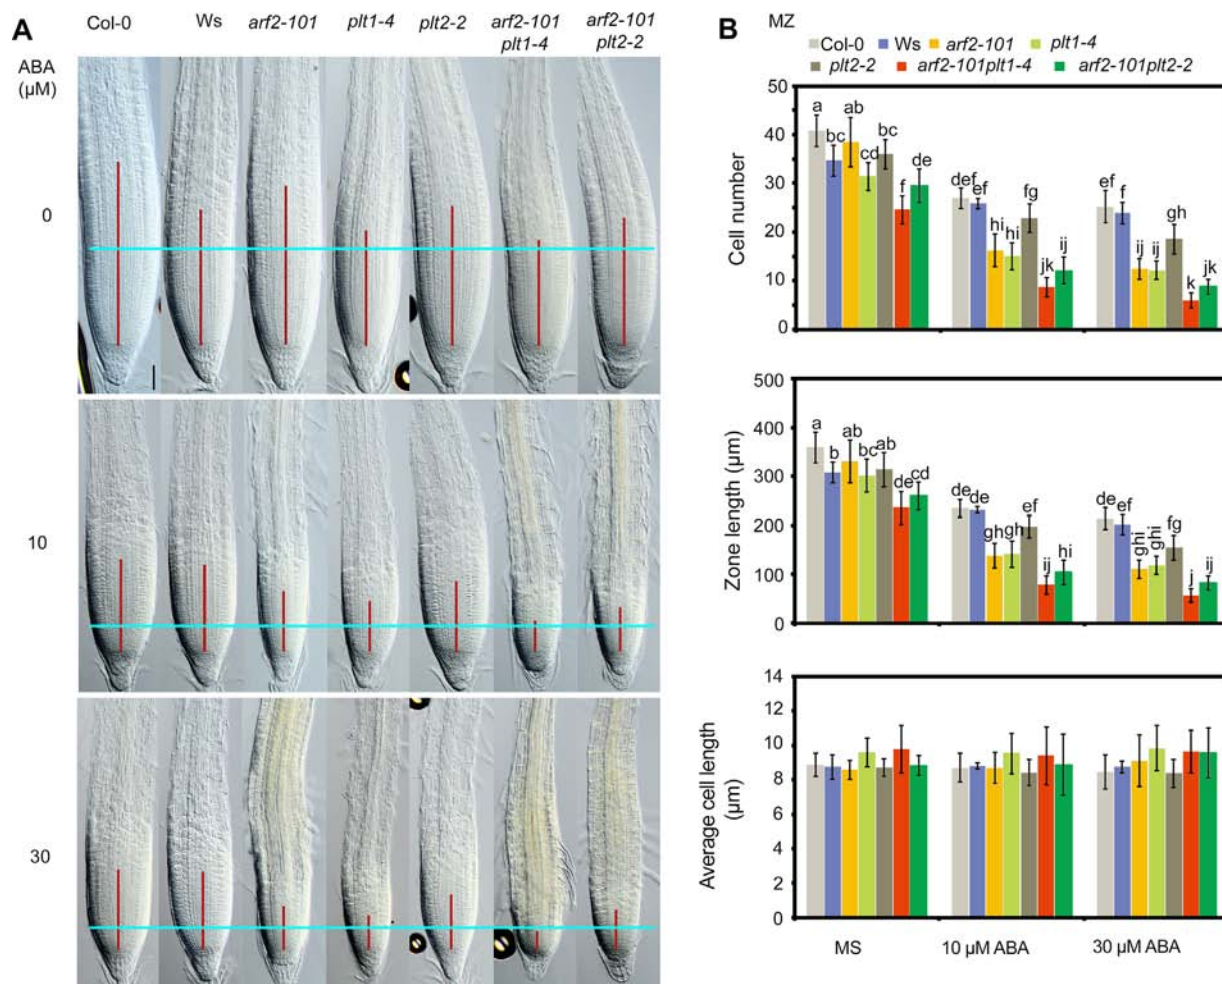 A
Col-0 Ws arf2-101 plt1-4 plt2-2 arf2-101 plt1-4 arf2-101 plt2-2
ABA
(µM)
0
10
30
B
MZ
Col-0 Ws arf2-101 plt1-4
plt2-2 arf2-101plt1-4 arf2-101plt2-2
Cell number
50
40
30
20
10
0
a bc ab cd bc f de
def ef hi hi fg jk ij
ef f ij ij gh k jk
Zone length (µm)
500
400
300
200
100
0
a b ab bc ab de cd
de de gh gh ef ij hi
de ef ghi ghi fg j ij
Average cell length
(µm)
14
12
10
8
6
4
2
0
MS 10 µM ABA 30 µM ABA